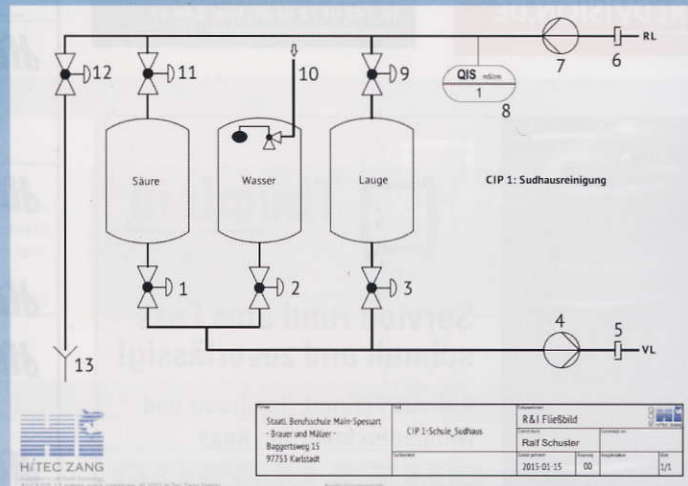 12
11
10
9
QIS mS/cm
1
8
7
6
RL
Säure
Wasser
Lauge
CIP 1: Sudhausreinigung
1
2
3
4
5
VL
13
HiTEC ZANG
Staatl. Berufsschule Main-Spessart
- Brauer und Mälzer -
Baggertsweg 15
97753 Karlstadt
CIP 1-Schule_Sudhaus
R&I Fließbild
Ralf Schuster
2015-01-15
00
1/1